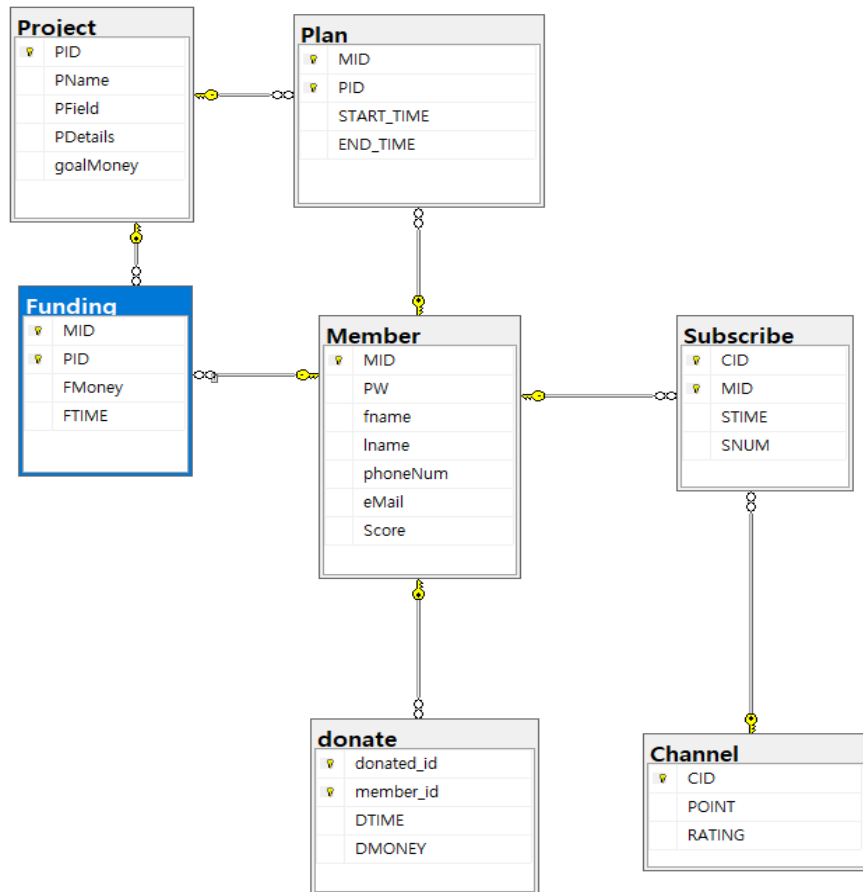 Project
PID
PName
PField
PDetails
goalMoney
Plan
MID
PID
START_TIME
END_TIME
Funding
MID
PID
FMoney
FTIME
Member
MID
PW
fname
lname
phoneNum
eMail
Score
Subscribe
CID
MID
STIME
SNUM
donate
donated_id
member_id
DTIME
DMONEY
Channel
CID
POINT
RATING